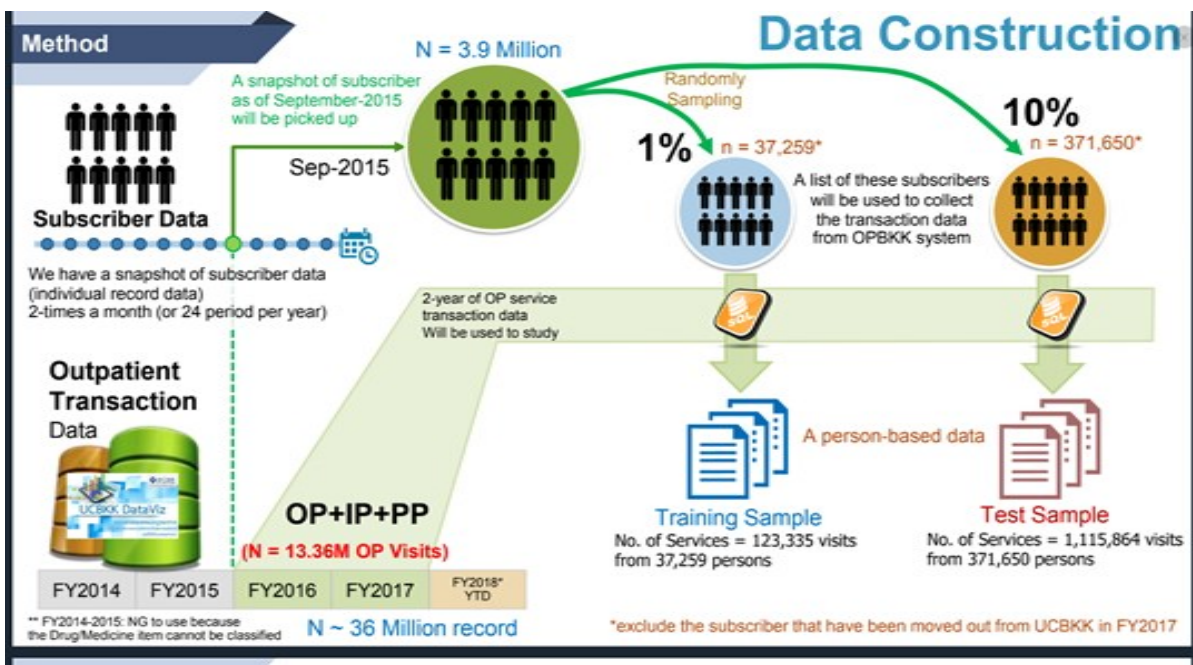 Method
Data Construction
N = 3.9 Million
A snapshot of subscriber
as of September-2015
will be picked up
Sep-2015
Randomly
Sampling
1%
n = 37,259*
10%
n = 371,650*
A list of these subscribers
will be used to collect
the transaction data
from OPBKK system
Subscriber Data
We have a snapshot of subscriber data
(individual record data)
2-times a month (or 24 period per year)
2-year of OP service
transaction data
Will be used to study
SQL
SQL
Outpatient
Transaction
Data
UCBKK DataViz
OP+IP+PP
(N = 13.36M OP Visits)
A person-based data
Training Sample
No. of Services = 123,335 visits
from 37,259 persons
Test Sample
No. of Services = 1,115,864 visits
from 371,650 persons
FY2014
FY2015
FY2016
FY2017
FY2018*
YTD
** FY2014-2015: NG to use because
the Drug/Medicine item cannot be classified
N ~ 36 Million record
*exclude the subscriber that have been moved out from UCBKK in FY2017